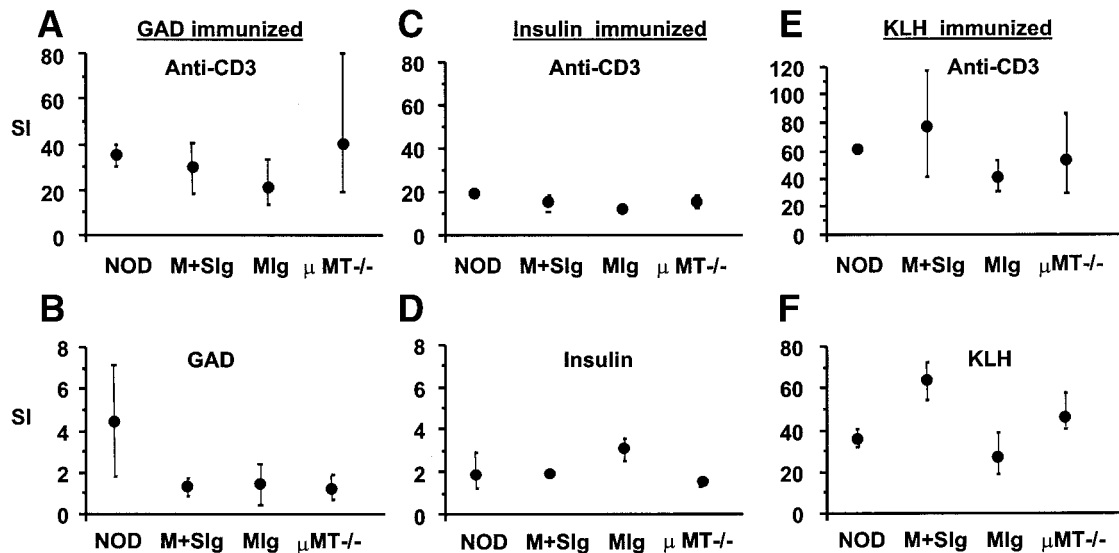 A
GAD immunized
Anti-CD3
80
60
SI
40
20
0
NOD M+SIg MIg μ MT-/-
C
Insulin immunized
Anti-CD3
80
60
40
20
0
NOD M+SIg MIg μ MT-/-
E
KLH immunized
Anti-CD3
120
100
80
60
40
20
0
NOD M+SIg MIg μMT-/-
B
GAD
8
6
SI
4
2
0
NOD M+SIg MIg μMT-/-
D
Insulin
8
6
4
2
0
NOD M+SIg MIg μMT-/-
F
KLH
80
60
40
20
0
NOD M+SIg MIg μMT-/-